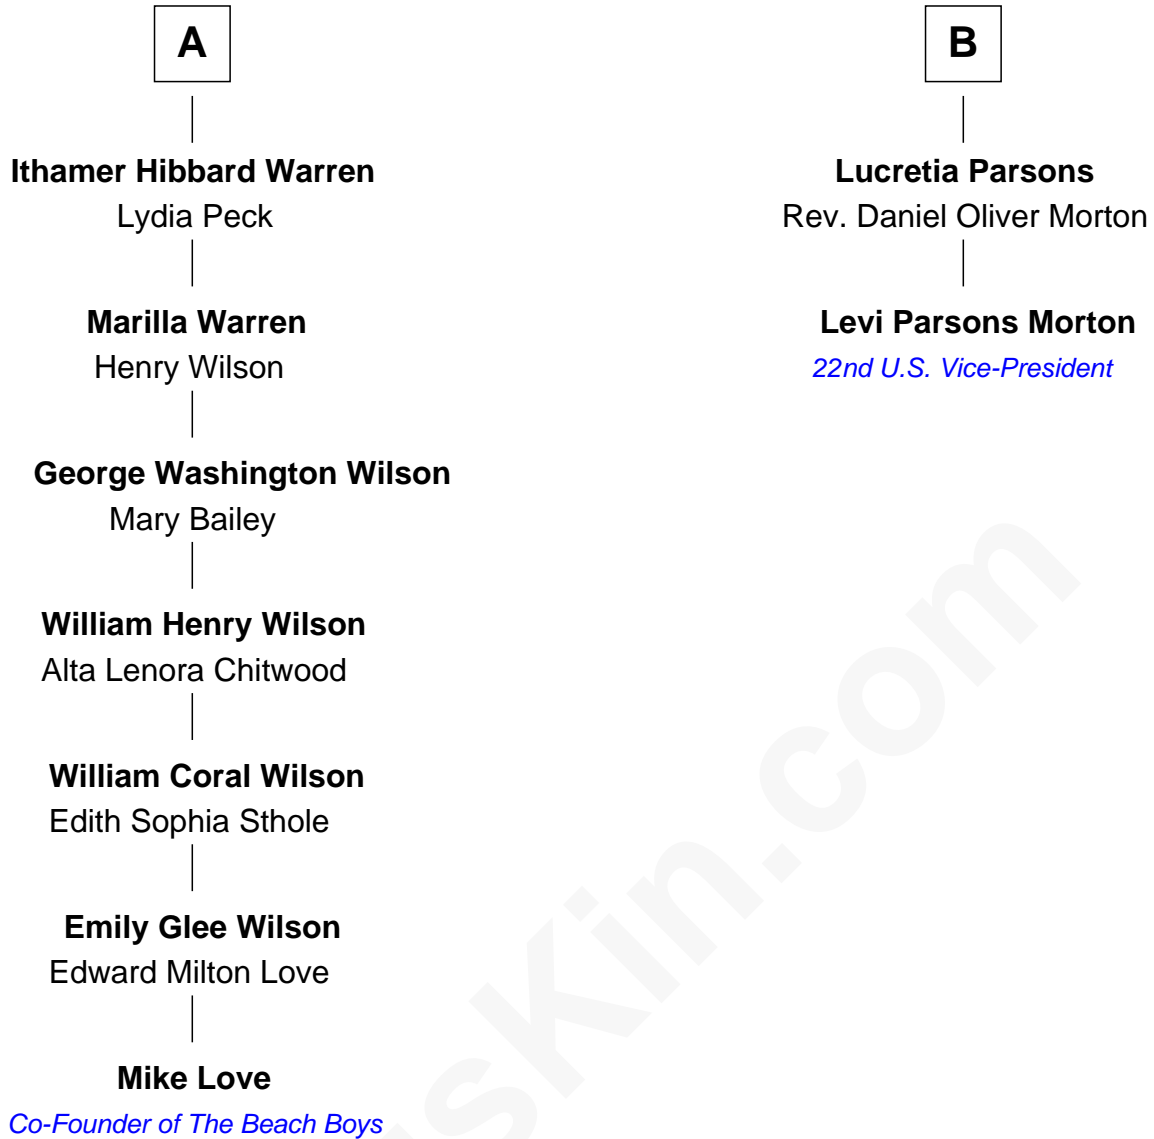 A
Ithamer Hibbard Warren
Lydia Peck
Marilla Warren
Henry Wilson
George Washington Wilson
Mary Bailey
William Henry Wilson
Alta Lenora Chitwood
William Coral Wilson
Edith Sophia Sthole
Emily Glee Wilson
Edward Milton Love
Mike Love
Co-Founder of The Beach Boys
B
Lucretia Parsons
Rev. Daniel Oliver Morton
Levi Parsons Morton
22nd U.S. Vice-President